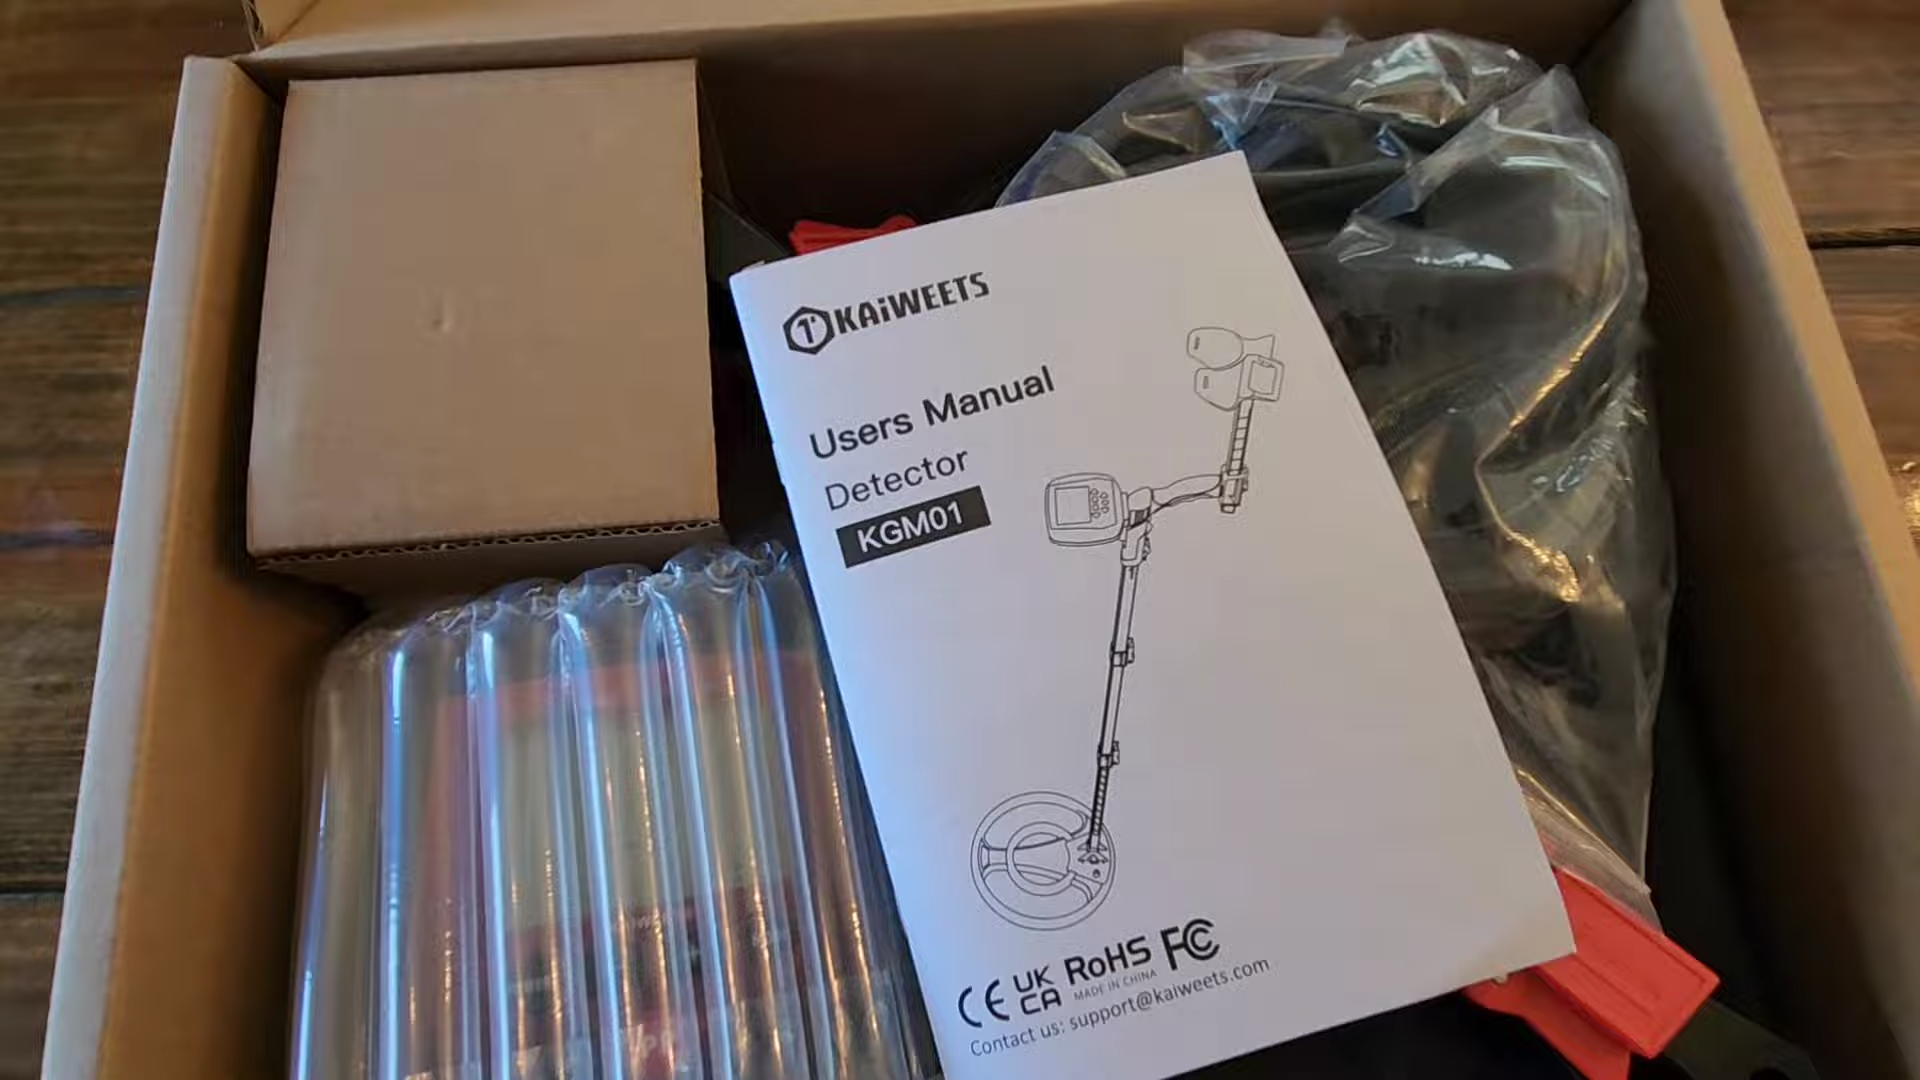 KAiWEETS
Users Manual
Detector
KGM01
CE UK CA RoHS FC
MADE IN CHINA
Contact us: support@kaiweets.com